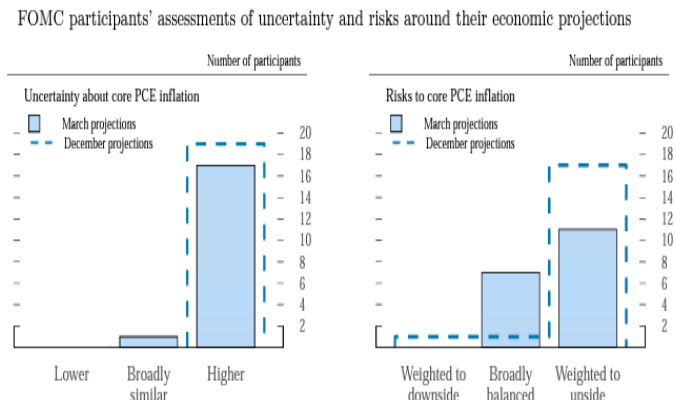 FOMC participants' assessments of uncertainty and risks around their economic projections
Number of participants
Uncertainty about core PCE inflation
March projections
December projections
20
18
16
14
12
10
8
6
4
2
Lower
Broadly
similar
Higher
Number of participants
Risks to core PCE inflation
March projections
December projections
20
18
16
14
12
10
8
6
4
2
Weighted to
downside
Broadly
balanced
Weighted to
upside